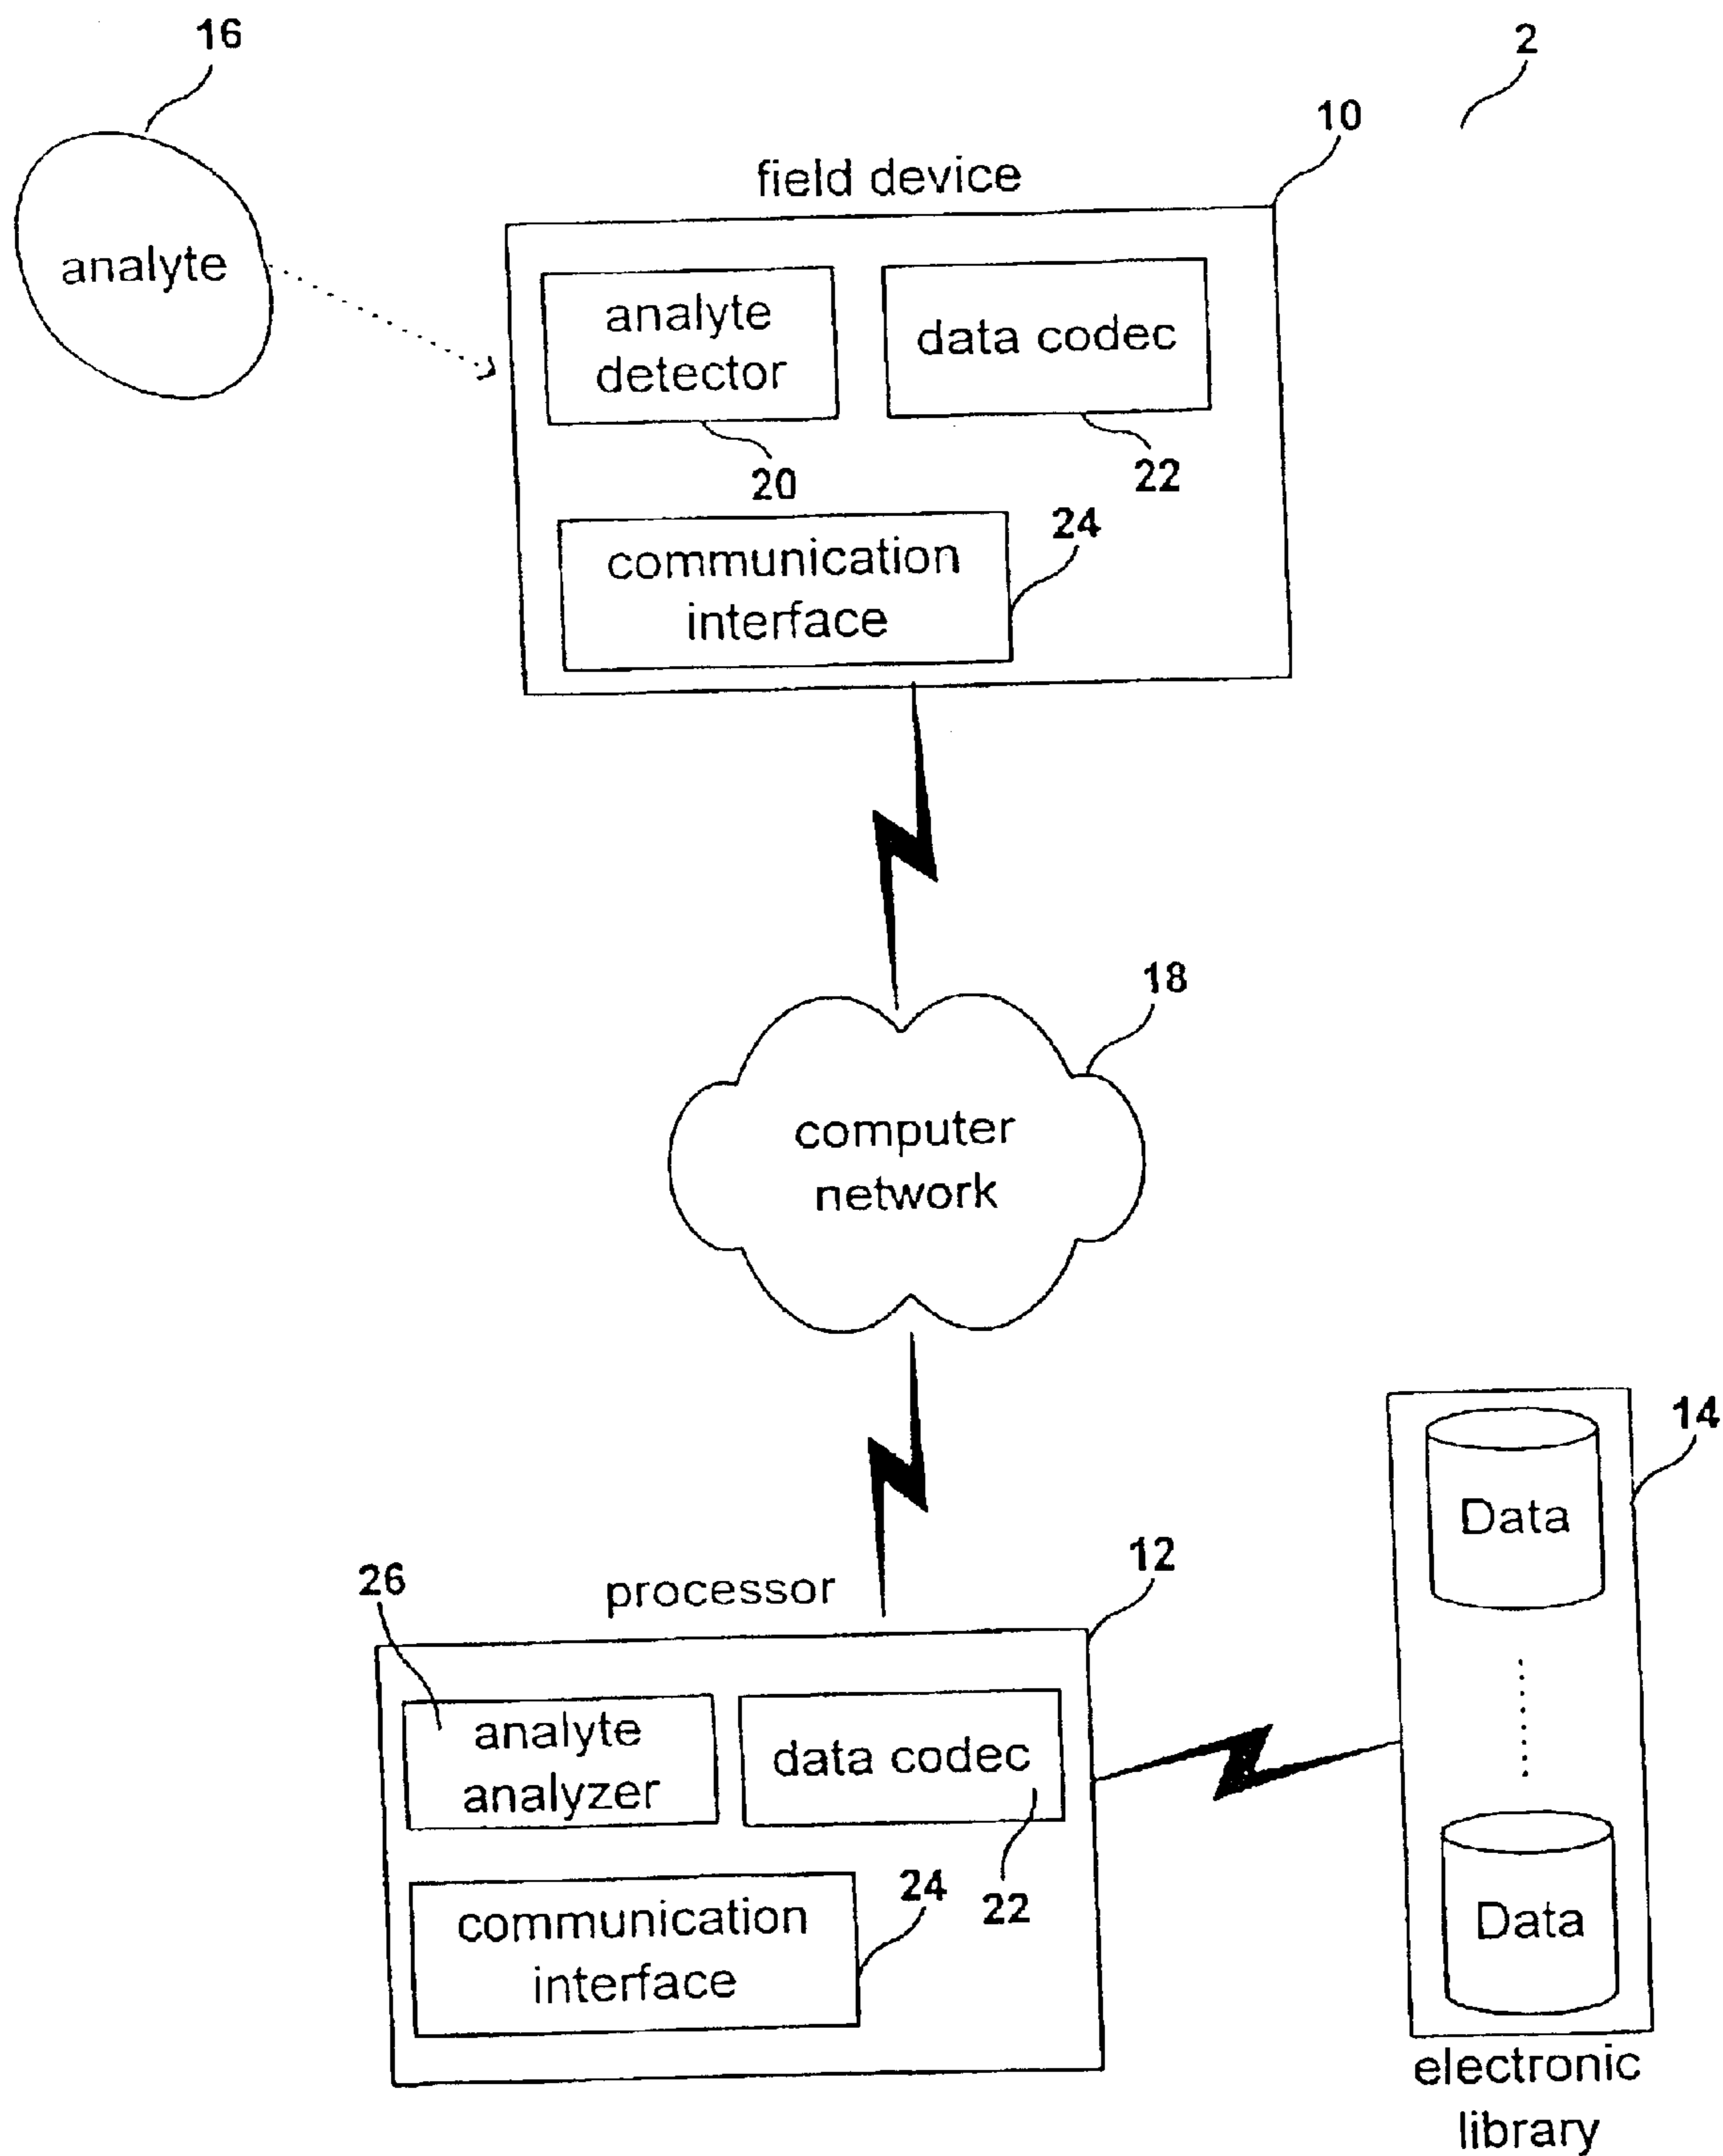 16
2
10
field device
analyte
analyte
detector
data codec
20
22
24
communication
interface
18
computer
network
14
Data
12
26
processor
analyte
analyzer
data codec
24
22
communication
interface
Data
electronic
library